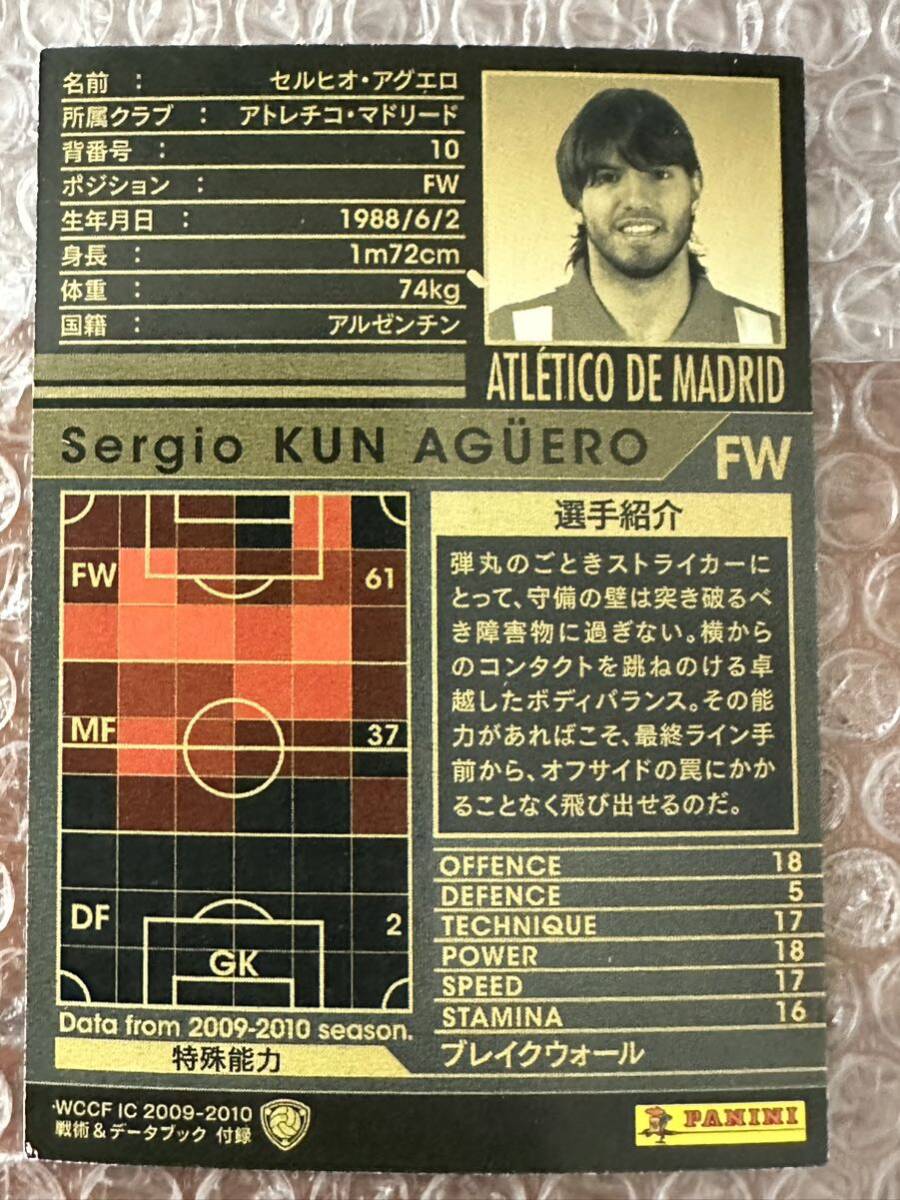 名前 : セルヒオ・アグエロ
所属クラブ : アトレチコ・マドリード
背番号 : 10
ポジション : FW
生年月日 : 1988/6/2
身長 : 1m72cm
体重 : 74kg
国籍 : アルゼンチン
ATLÉTICO DE MADRID
Sergio KUN AGÜERO
FW
FW 61
MF 37
DF 2
GK
Data from 2009-2010 season.
選手紹介
弾丸のごときストライカーに
とって、守備の壁は突き破るべ
き障害物に過ぎない。横から
のコンタクトを跳ねのける卓
越したボディバランス。その能
力があればこそ、最終ライン手
前から、オフサイドの罠にかか
ることなく飛び出せるのだ。
OFFENCE 18
DEFENCE 5
TECHNIQUE 17
POWER 18
SPEED 17
STAMINA 16
特殊能力 ブレイクウォール
WCCF IC 2009-2010
戦術&データブック 付録
PANINI